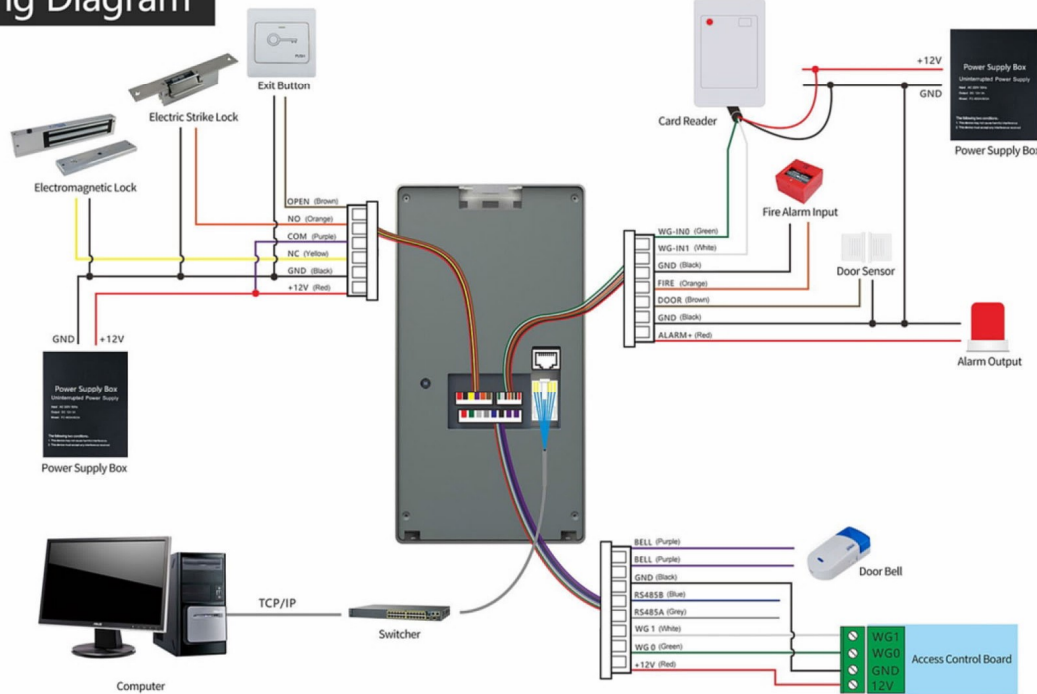 ng Diagram
Exit Button
Electric Strike Lock
Electromagnetic Lock
OPEN (Brown)
NO (Orange)
COM (Purple)
NC (Yellow)
GND (Black)
+12V (Red)
GND
+12V
Power Supply Box
Uninterrupted Power Supply
Power Supply Box
Card Reader
+12V
GND
Power Supply Box
Uninterrupted Power Supply
Power Supply Box
Fire Alarm Input
WG-IN0 (Green)
WG-IN1 (White)
GND (Black)
FIRE (Orange)
DOOR (Brown)
GND (Black)
ALARM+ (Red)
Door Sensor
Alarm Output
Computer
TCP/IP
Switcher
BELL (Purple)
BELL (Purple)
GND (Black)
RS485B (Blue)
RS485A (Grey)
WG 1 (White)
WG 0 (Green)
+12V (Red)
Door Bell
WG1
WG0
GND
12V
Access Control Board